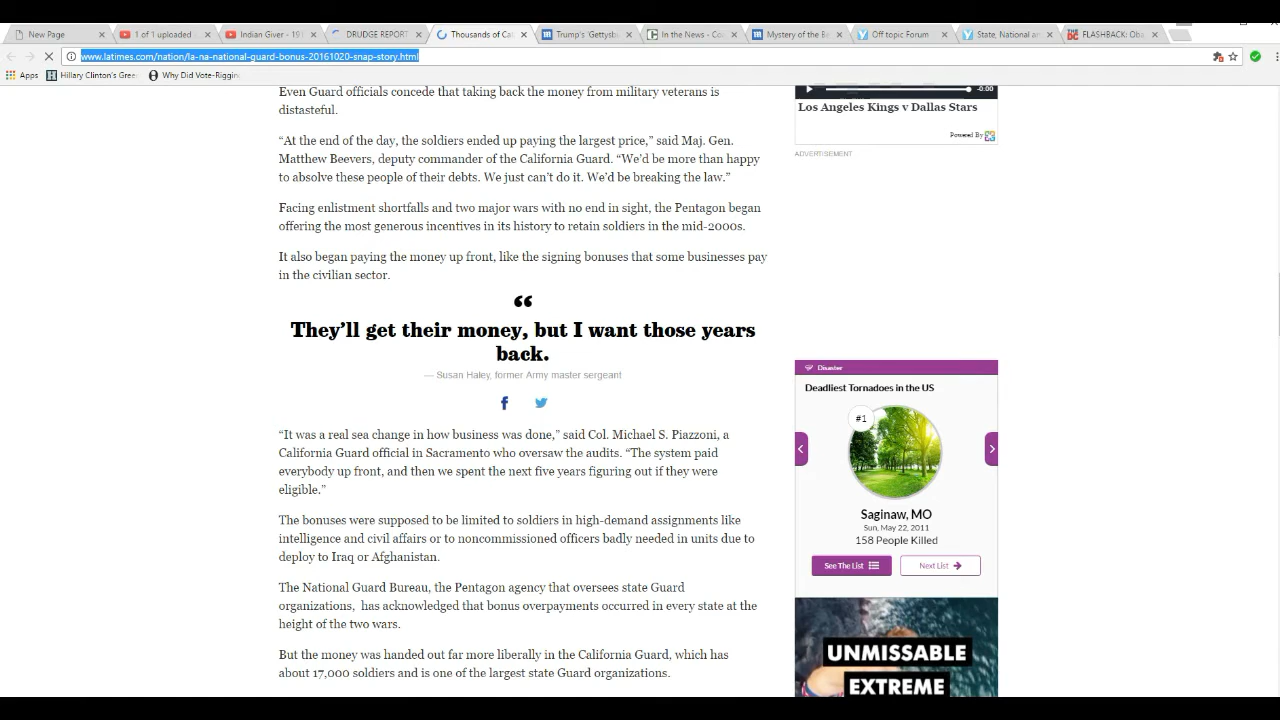 New Page
1 of 1 uploaded
Indian Giver - 19
DRUDGE REPORT
Thousands of Cal
Trump's Gettysb
In the News - Co
Mystery of the B
Off topic Forum
State, National a
FLASHBACK: Ob
www.latimes.com/nation/la-na-national-guard-bonus-20161020-snap-story.html
Apps
Hillary Clinton's Gree
Why Did Vote-Riggin
Even Guard officials concede that taking back the money from military veterans is
distasteful.
“At the end of the day, the soldiers ended up paying the largest price,” said Maj. Gen.
Matthew Beevers, deputy commander of the California Guard. “We’d be more than happy
to absolve these people of their debts. We just can’t do it. We’d be breaking the law.”
Facing enlistment shortfalls and two major wars with no end in sight, the Pentagon began
offering the most generous incentives in its history to retain soldiers in the mid-2000s.
It also began paying the money up front, like the signing bonuses that some businesses pay
in the civilian sector.
“
They’ll get their money, but I want those years
back.
— Susan Haley, former Army master sergeant
“It was a real sea change in how business was done,” said Col. Michael S. Piazzoni, a
California Guard official in Sacramento who oversaw the audits. “The system paid
everybody up front, and then we spent the next five years figuring out if they were
eligible.”
The bonuses were supposed to be limited to soldiers in high-demand assignments like
intelligence and civil affairs or to noncommissioned officers badly needed in units due to
deploy to Iraq or Afghanistan.
The National Guard Bureau, the Pentagon agency that oversees state Guard
organizations, has acknowledged that bonus overpayments occurred in every state at the
height of the two wars.
But the money was handed out far more liberally in the California Guard, which has
about 17,000 soldiers and is one of the largest state Guard organizations.
-0:00
Los Angeles Kings v Dallas Stars
Powered By
ADVERTISEMENT
Disaster
Deadliest Tornadoes in the US
#1
Saginaw, MO
Sun, May 22, 2011
158 People Killed
See The List
Next List
UNMISSABLE
EXTREME